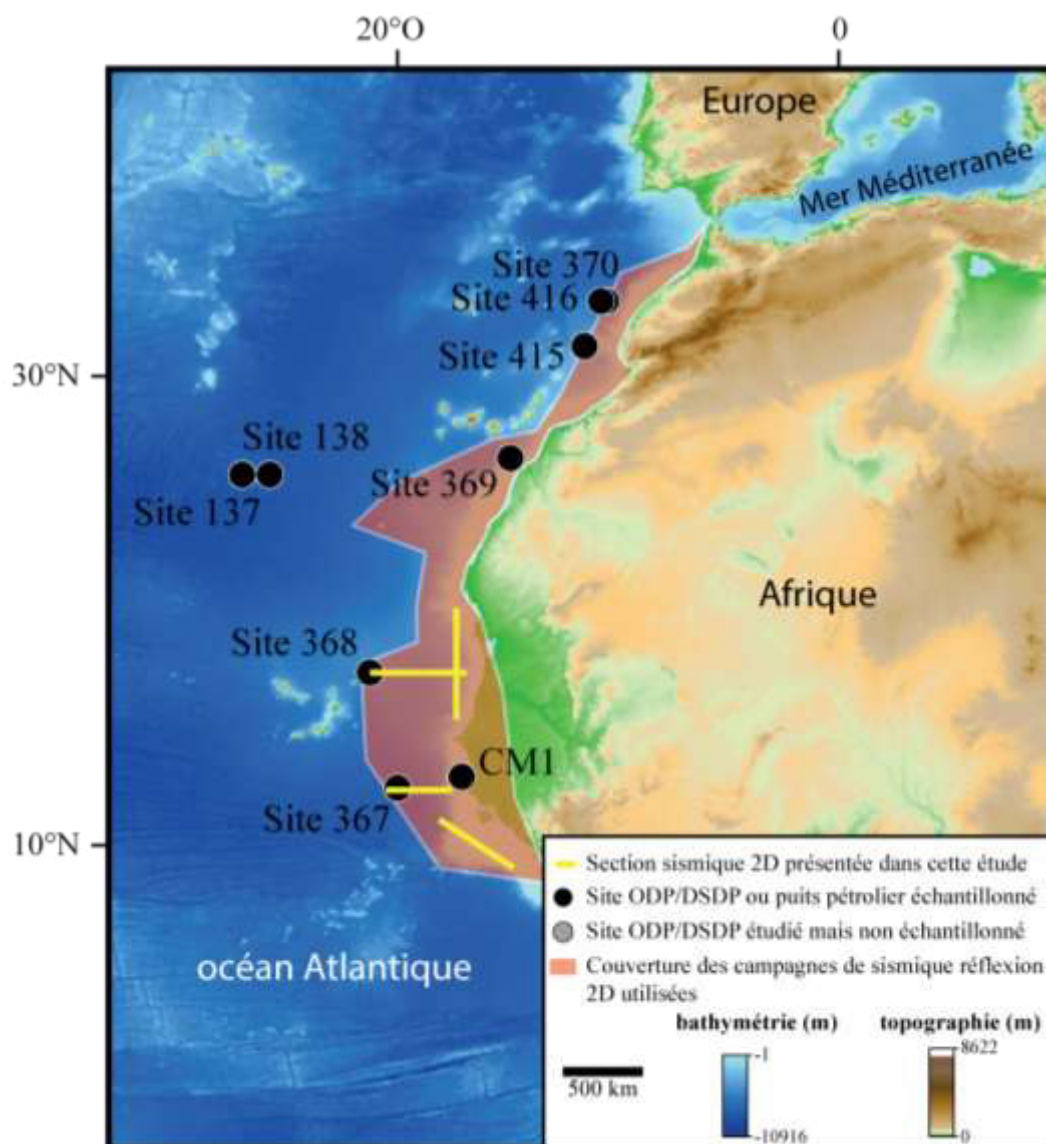 20°O
0
Europe
Mer Méditerranée
Site 370
Site 416
Site 415
30°N
Site 138
Site 369
Site 137
Afrique
Site 368
CM1
Site 367
10°N
Section sismique 2D présentée dans cette étude
Site ODP/DSDP ou puits pétrolier échantillonné
Site ODP/DSDP étudié mais non échantillonné
Couverture des campagnes de sismique réflexion
2D utilisées
océan Atlantique
bathymétrie (m)
topographie (m)
-1
8622
500 km
-10916
0